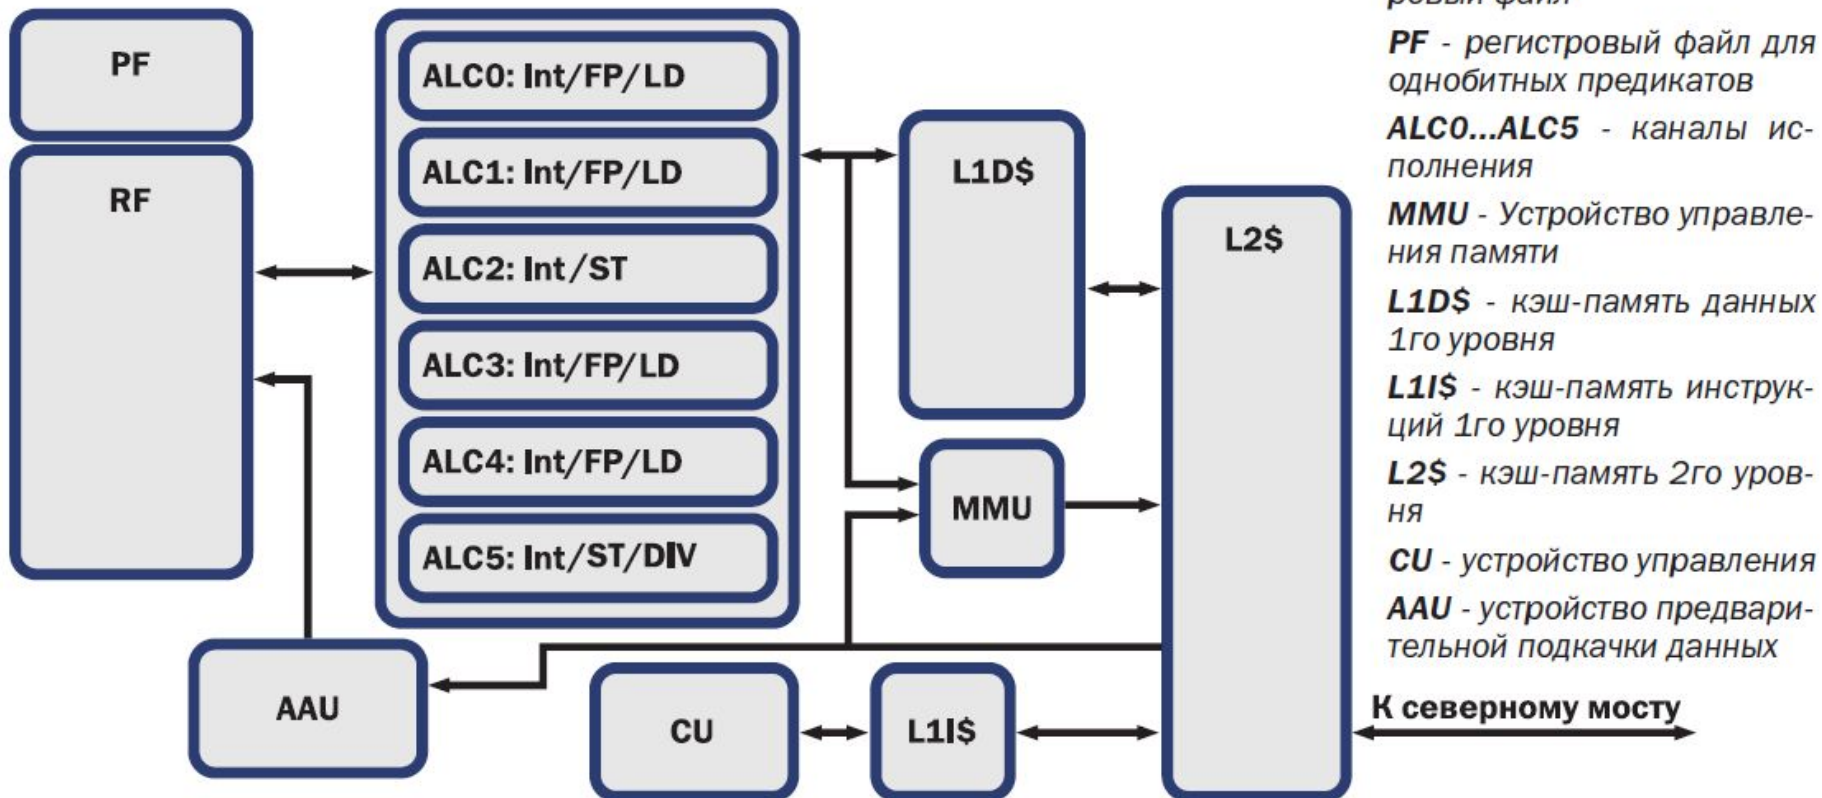 PF
RF
ALC0: Int/FP/LD
ALC1: Int/FP/LD
ALC2: Int/ST
ALC3: Int/FP/LD
ALC4: Int/FP/LD
ALC5: Int/ST/DIV
L1D$
MMU
L2$
AAU
CU
L1I$
ровый файл
PF - регистровый файл для
однобитных предикатов
ALC0...ALC5 - каналы ис-
полнения
MMU - Устройство управле-
ния памяти
L1D$ - кэш-память данных
1го уровня
L1I$ - кэш-память инструк-
ций 1го уровня
L2$ - кэш-память 2го уров-
ня
CU - устройство управления
AAU - устройство предвари-
тельной подкачки данных
К северному мосту